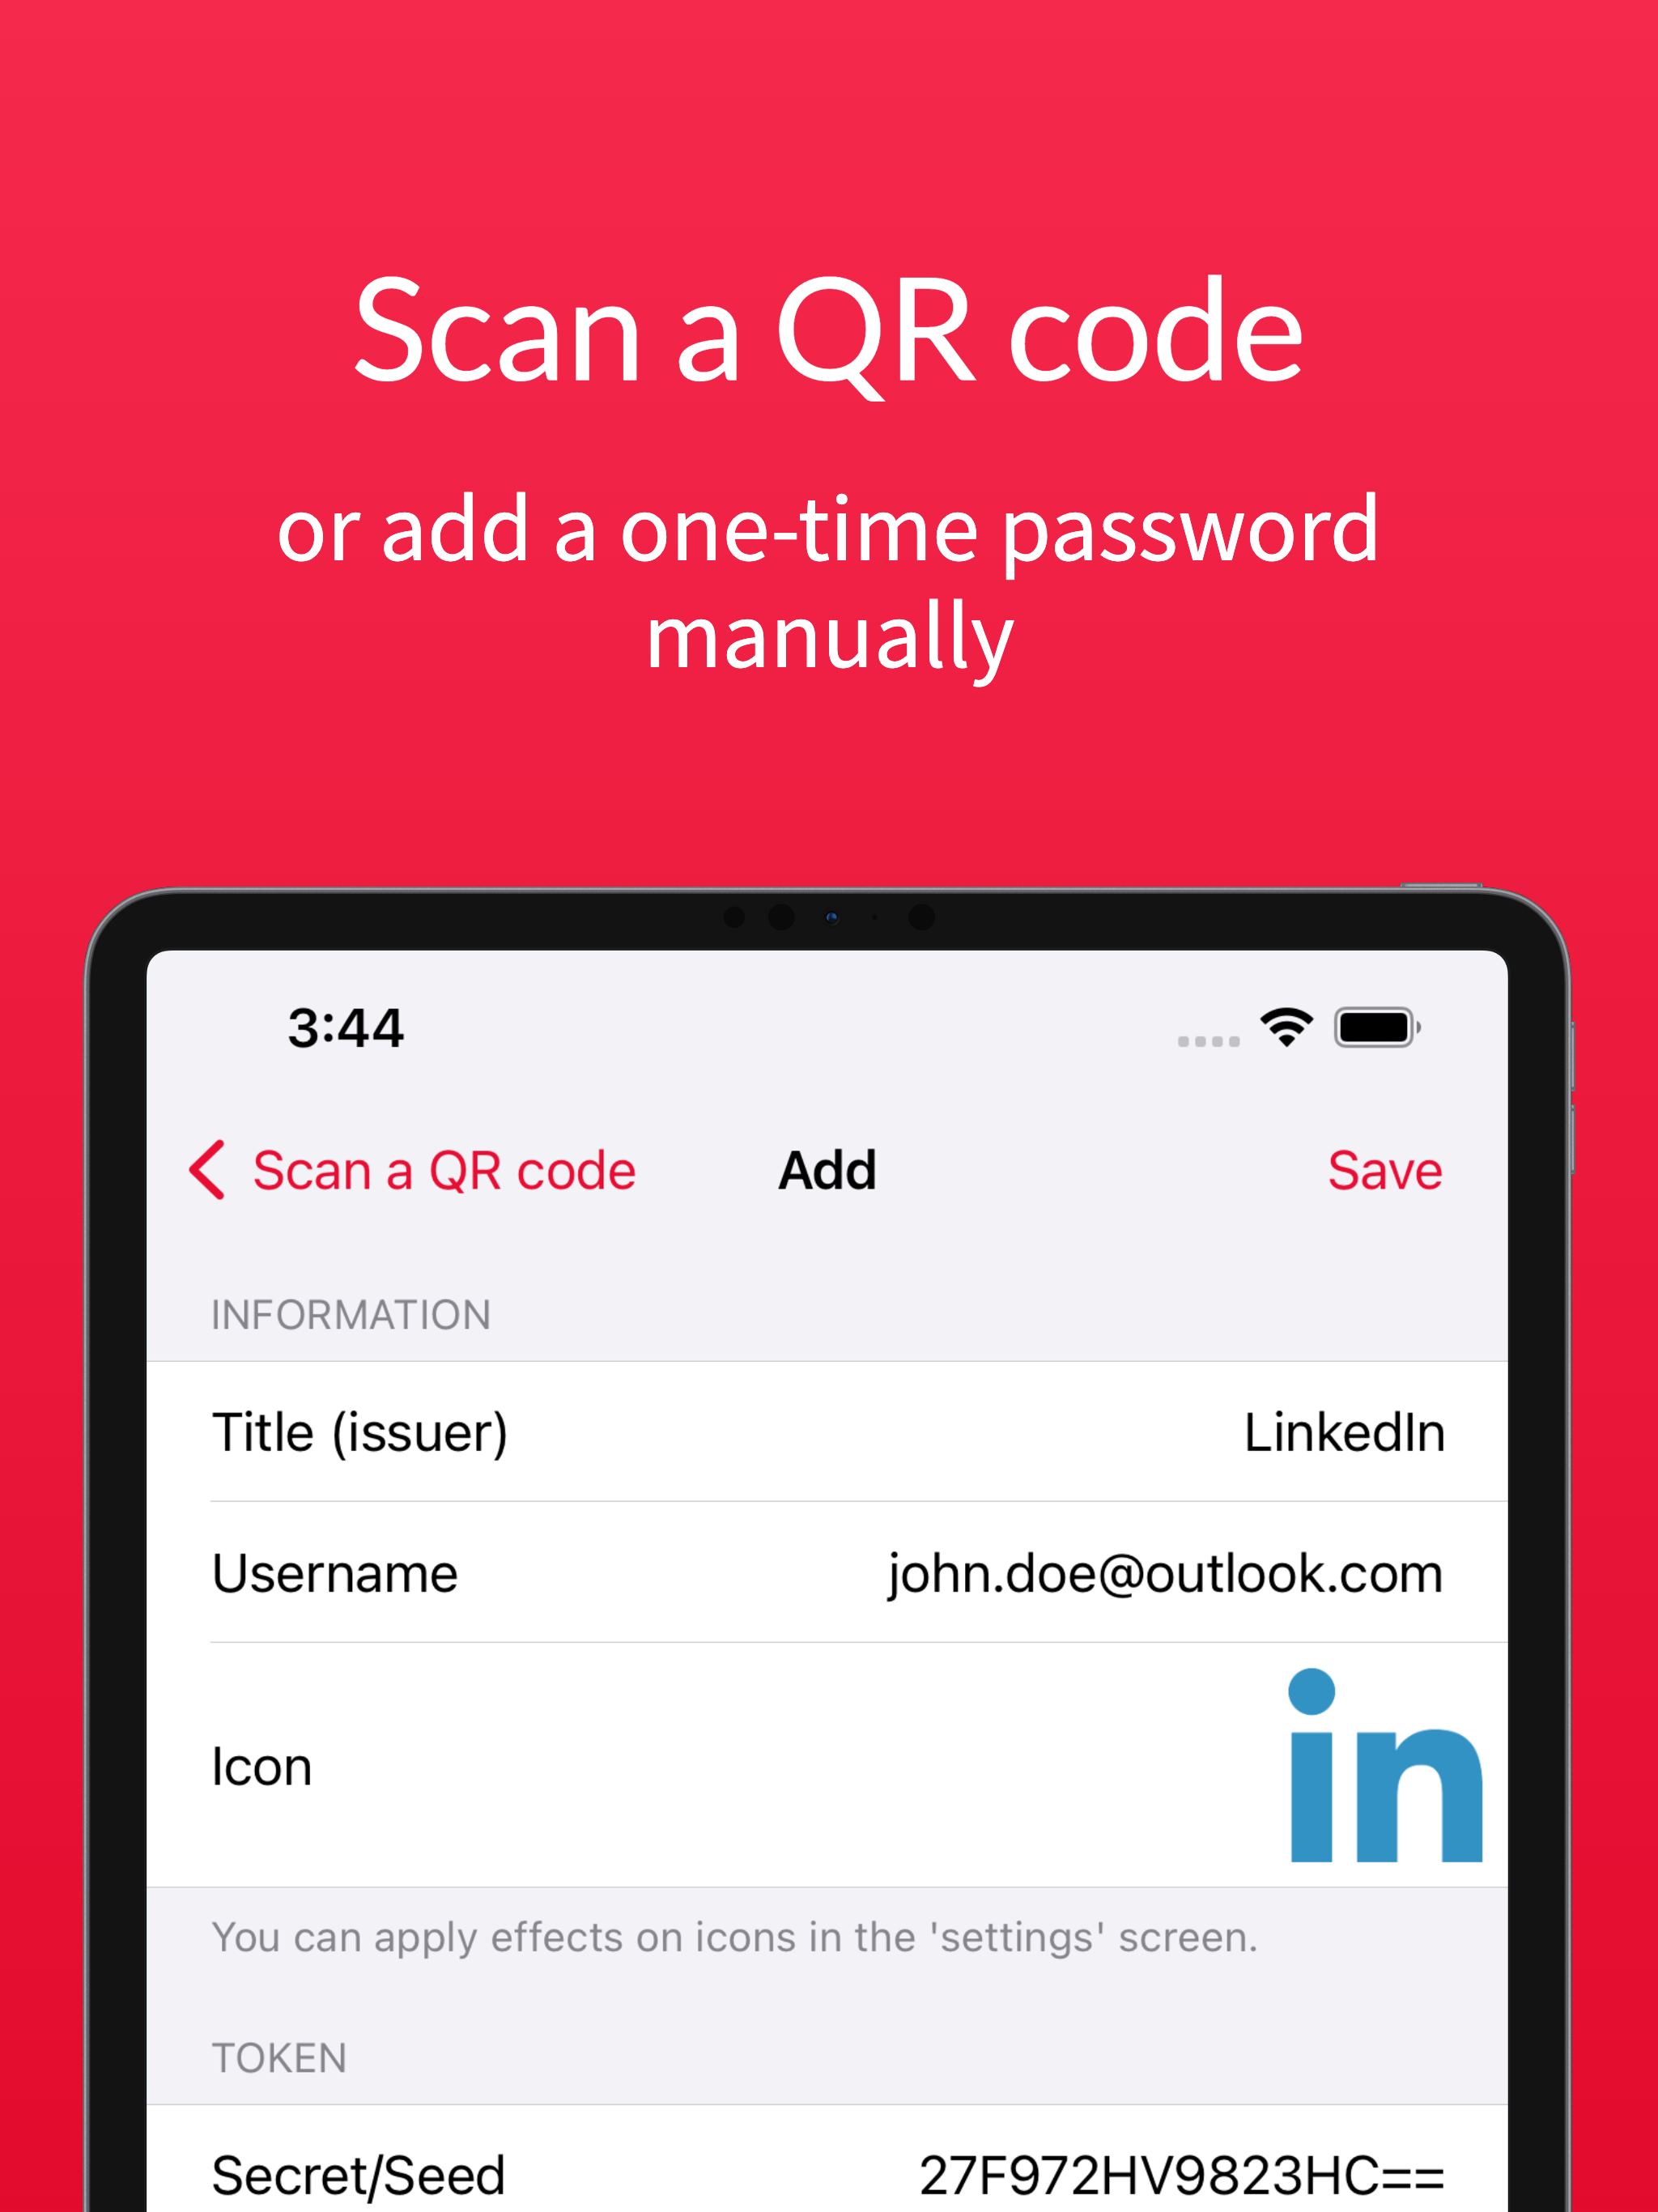 Scan a QR code
or add a one-time password
manually
3:44
Scan a QR code Add Save
INFORMATION
Title (issuer) LinkedIn
Username john.doe@outlook.com
Icon in
You can apply effects on icons in the 'settings' screen.
TOKEN
Secret/Seed 27F972HV9823HC==